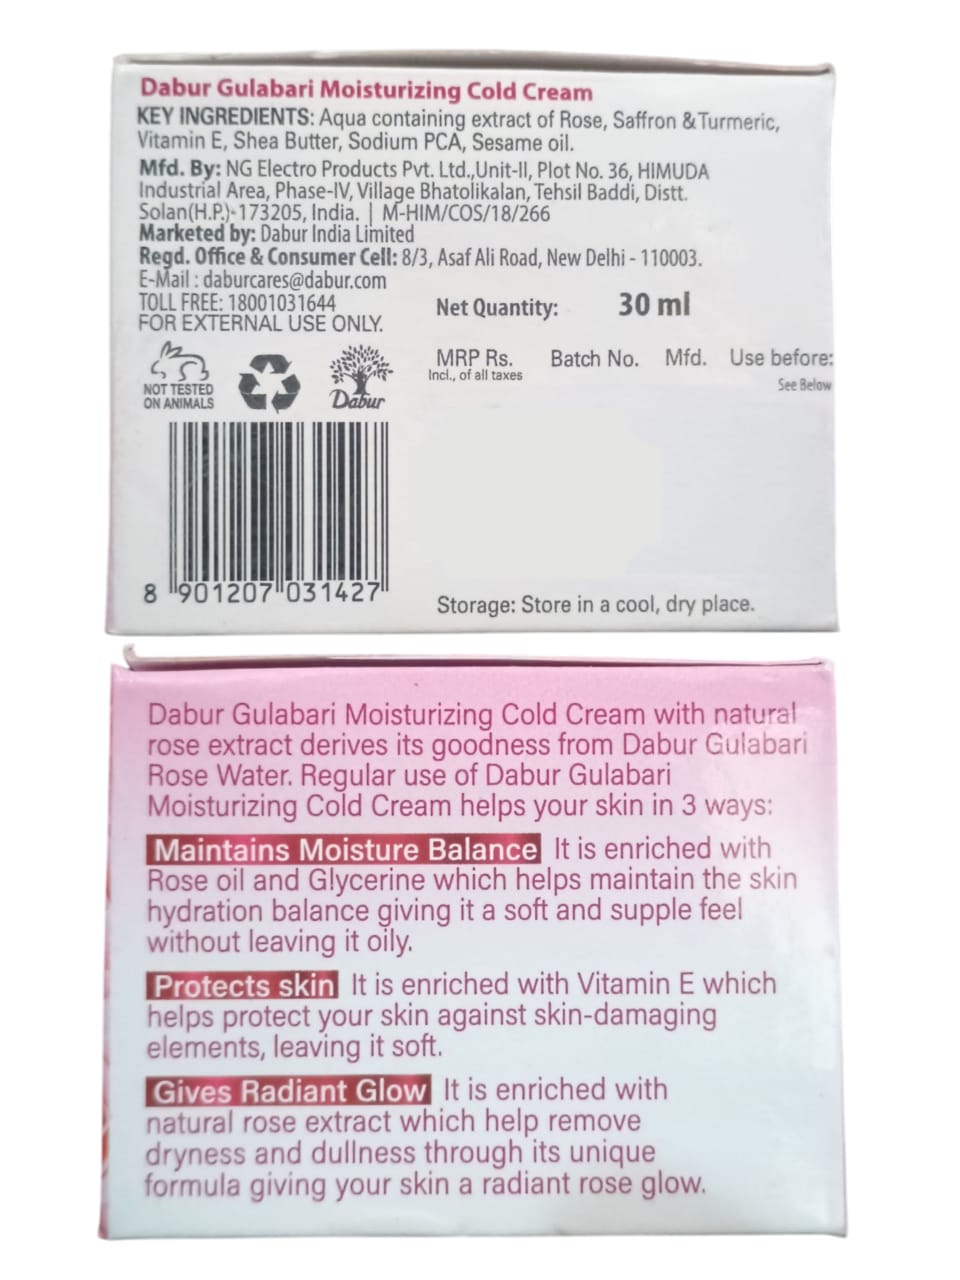 Dabur Gulabari Moisturizing Cold Cream
KEY INGREDIENTS: Aqua containing extract of Rose, Saffron & Turmeric,
Vitamin E, Shea Butter, Sodium PCA, Sesame oil.
Mfd. By: NG Electro Products Pvt. Ltd.,Unit-II, Plot No. 36, HIMUDA
Industrial Area, Phase-IV, Village Bhatolikalan, Tehsil Baddi, Distt.
Solan(H.P.)-173205, India. | M-HIM/COS/18/266
Marketed by: Dabur India Limited
Regd. Office & Consumer Cell: 8/3, Asaf Ali Road, New Delhi - 110003.
E-Mail : daburcares@dabur.com
TOLL FREE: 18001031644
FOR EXTERNAL USE ONLY.
Net Quantity: 30 ml
MRP Rs. Batch No. Mfd. Use before:
Incl., of all taxes
See Below
NOT TESTED
ON ANIMALS
Dabur
8 901207 031427
Storage: Store in a cool, dry place.
Dabur Gulabari Moisturizing Cold Cream with natural
rose extract derives its goodness from Dabur Gulabari
Rose Water. Regular use of Dabur Gulabari
Moisturizing Cold Cream helps your skin in 3 ways:
Maintains Moisture Balance It is enriched with
Rose oil and Glycerine which helps maintain the skin
hydration balance giving it a soft and supple feel
without leaving it oily.
Protects skin It is enriched with Vitamin E which
helps protect your skin against skin-damaging
elements, leaving it soft.
Gives Radiant Glow It is enriched with
natural rose extract which help remove
dryness and dullness through its unique
formula giving your skin a radiant rose glow.